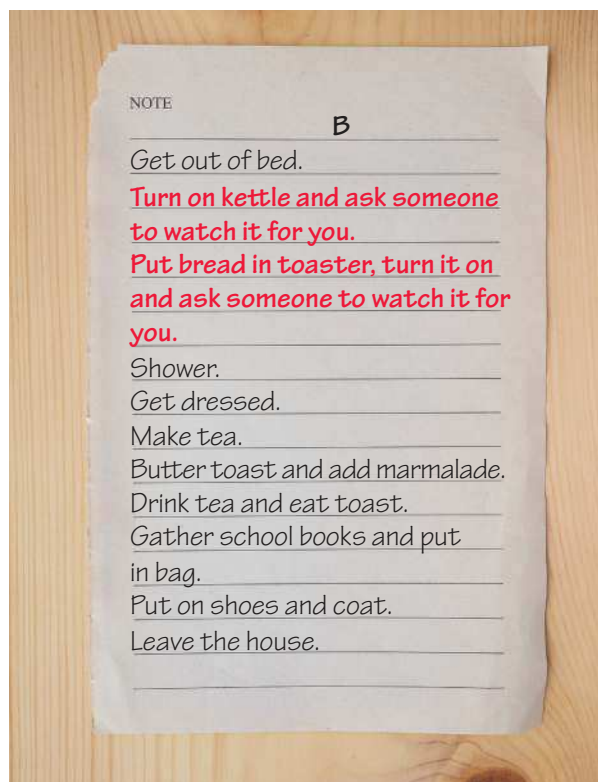 NOTE
B
Get out of bed.
Turn on kettle and ask someone
to watch it for you.
Put bread in toaster, turn it on
and ask someone to watch it for
you.
Shower.
Get dressed.
Make tea.
Butter toast and add marmalade.
Drink tea and eat toast.
Gather school books and put
in bag.
Put on shoes and coat.
Leave the house.